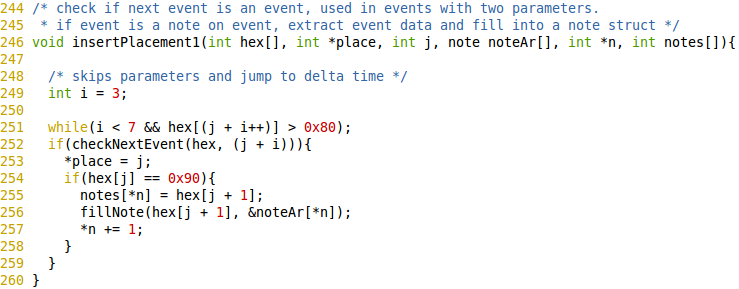 244 /* check if next event is an event, used in events with two parameters.
245  * if event is a note on event, extract event data and fill into a note struct */
246 void insertPlacement1(int hex[], int *place, int j, note noteAr[], int *n, int notes[]){
247
248   /* skips parameters and jump to delta time */
249   int i = 3;
250
251   while(i < 7 && hex[(j + i++)] > 0x80);
252   if(checkNextEvent(hex, (j + i))){
253     *place = j;
254     if(hex[j] == 0x90){
255       notes[*n] = hex[j + 1];
256       fillNote(hex[j + 1], &noteAr[*n]);
257       *n += 1;
258     }
259   }
260 }